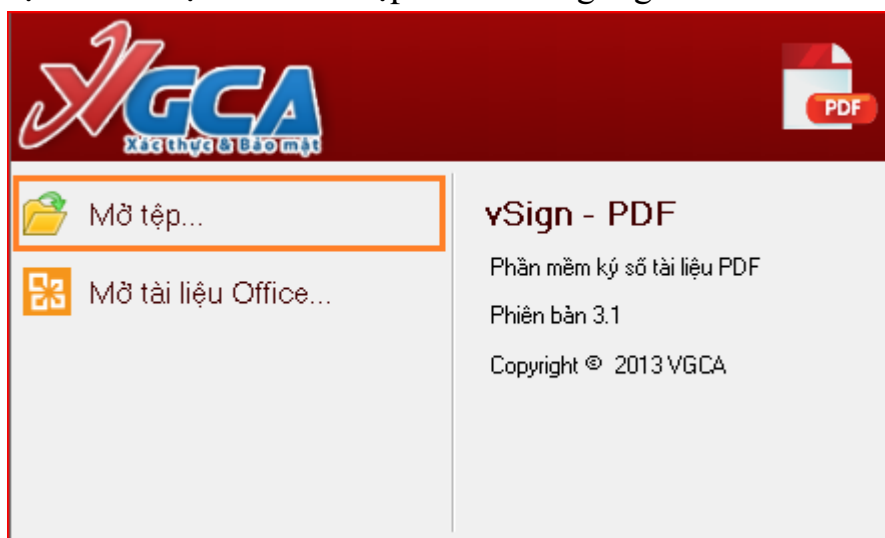 VGCA
Xác thực & Bảo mật
PDF
Mở tệp...
Mở tài liệu Office...
vSign - PDF
Phần mềm ký số tài liệu PDF
Phiên bản 3.1
Copyright © 2013 VGCA